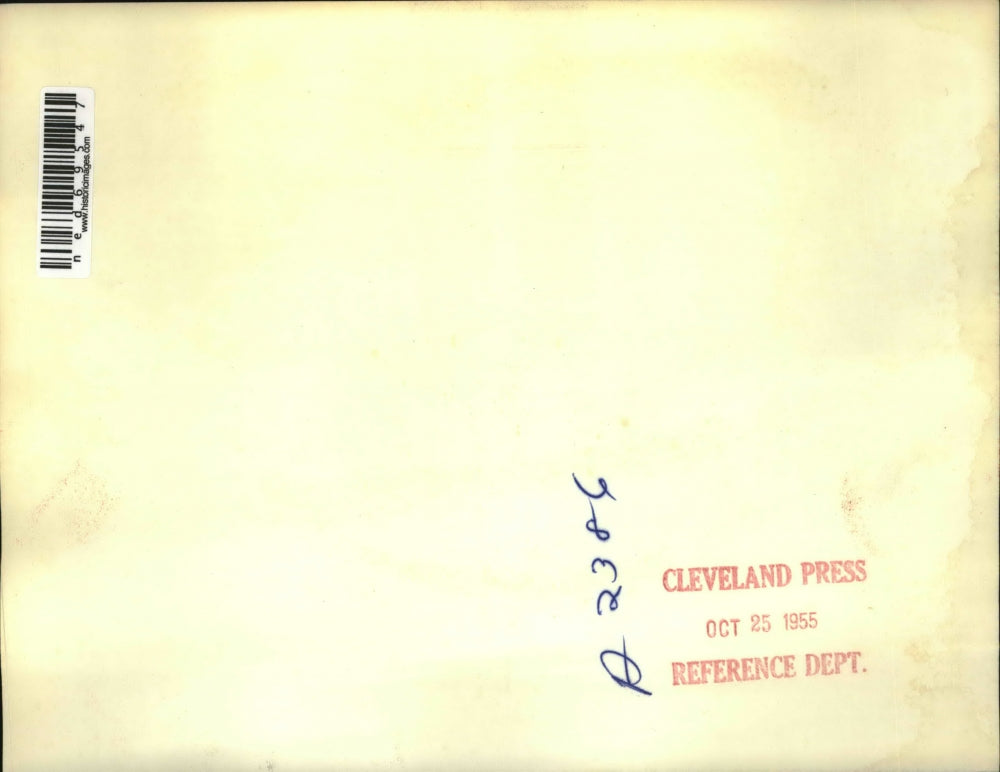 n e d 6 9 5 4 7
www.historicimages.com
A
CLEVELAND PRESS
OCT 25 1955
REFERENCE DEPT.